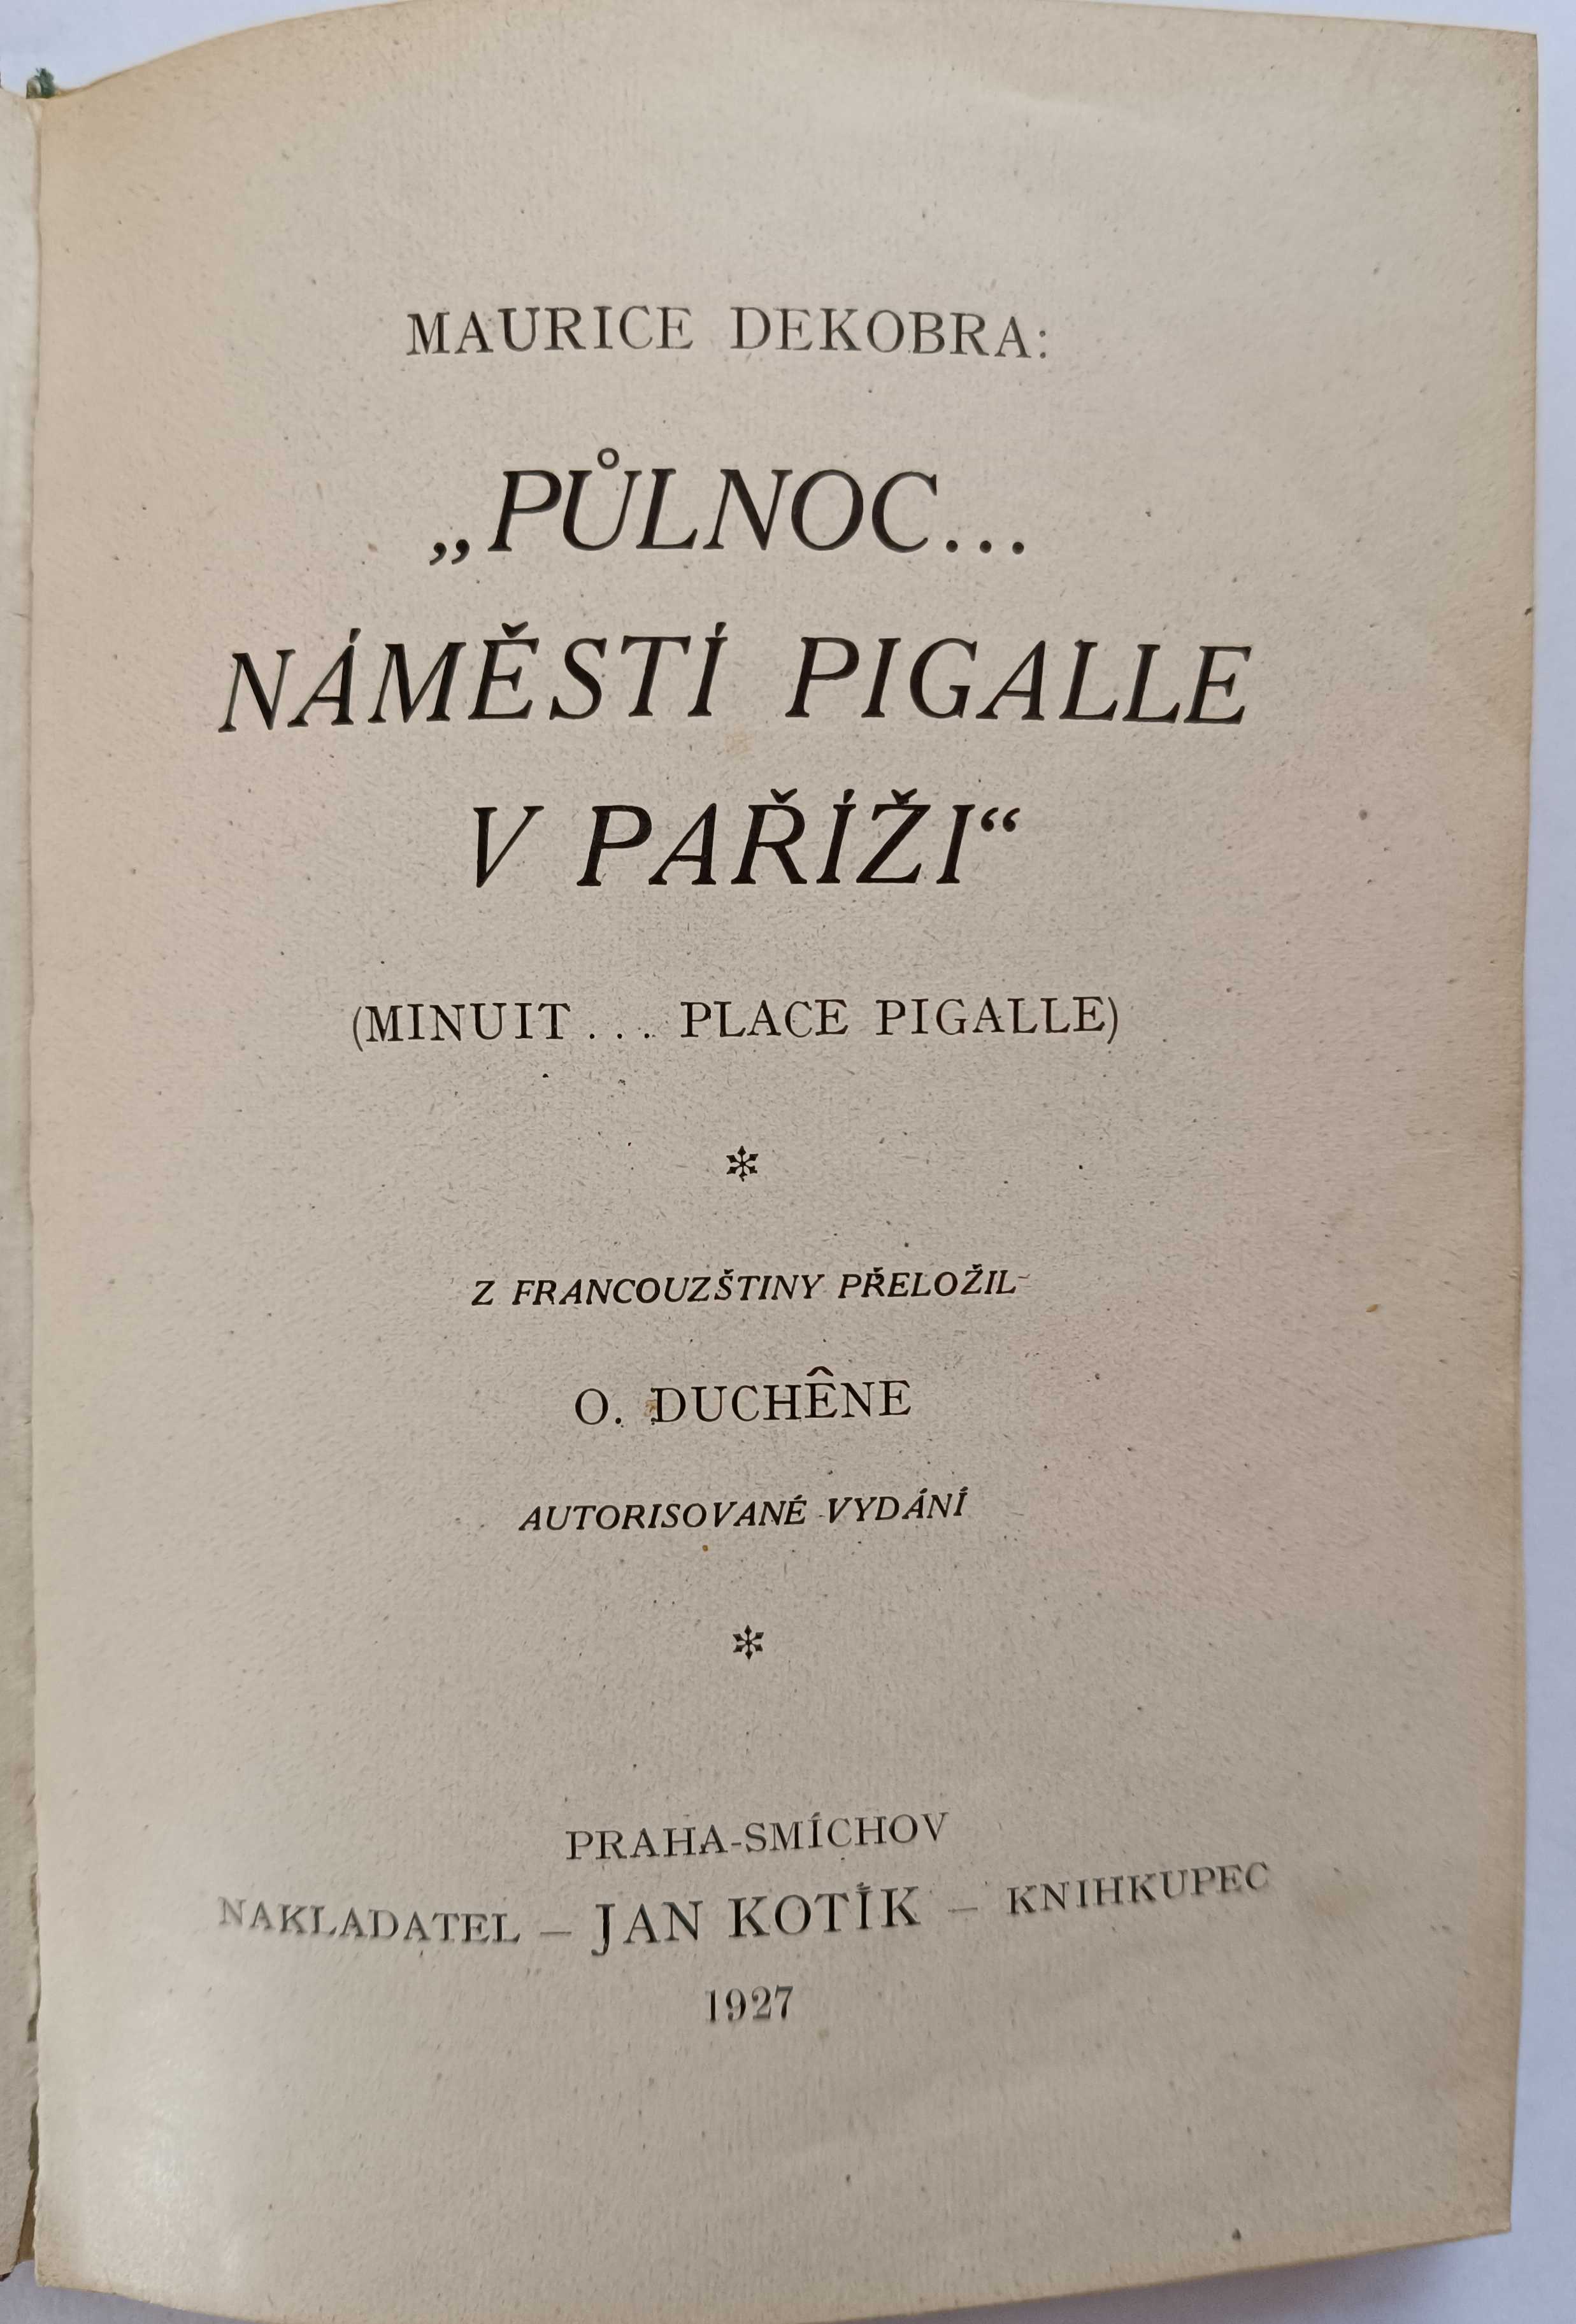 MAURICE DEKOBRA:
„PŮLNOC...
NÁMĚSTÍ PIGALLE
V PAŘÍŽI“
(MINUIT... PLACE PIGALLE)
*
Z FRANCOUZŠTINY PŘELOŽIL
O. DUCHÊNE
AUTORISOVANÉ VYDÁNÍ
*
PRAHA-SMÍCHOV
NAKLADATEL – JAN KOTÍK – KNIHKUPEC
1927